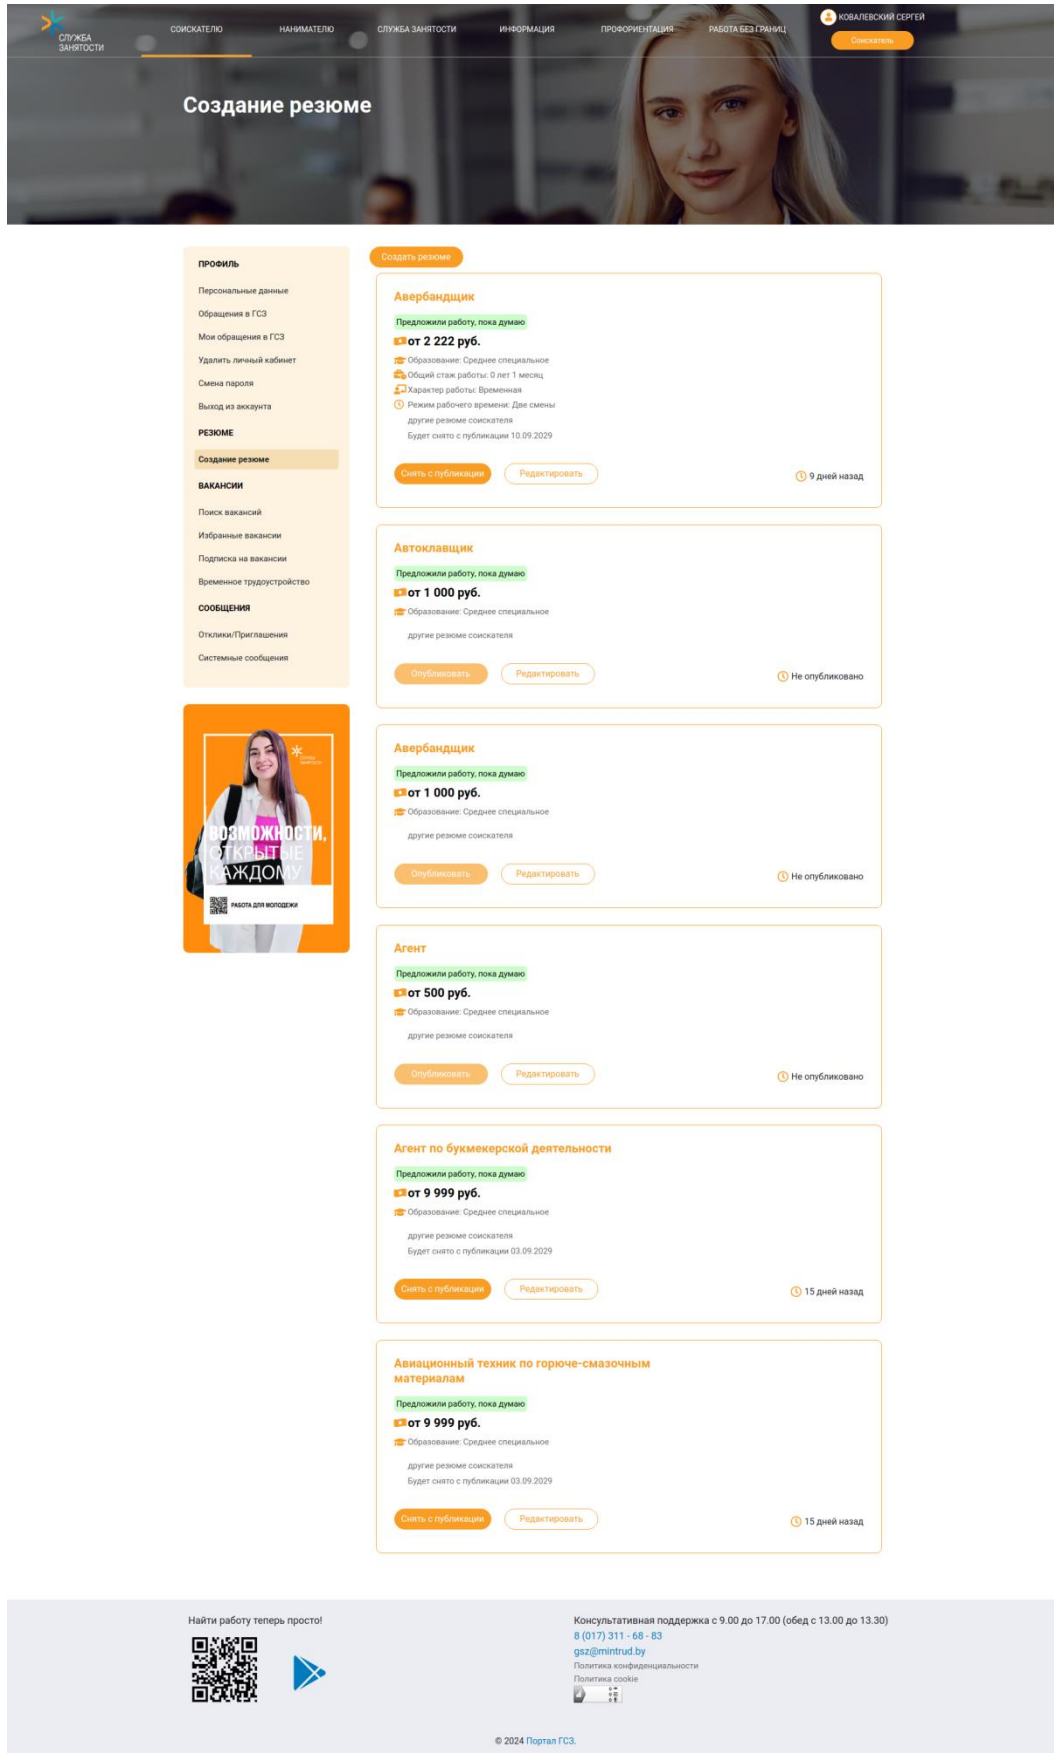 СЛУЖБА
ЗАНЯТОСТИ
СОИСКАТЕЛЮ
НАНИМАТЕЛЮ
СЛУЖБА ЗАНЯТОСТИ
ИНФОРМАЦИЯ
ПРОФОРИЕНТАЦИЯ
РАБОТА БЕЗ ГРАНИЦ
КОВАЛЕВСКИЙ СЕРГЕЙ
Соискатель
Создание резюме
ПРОФИЛЬ
Персональные данные
Обращения в ГСЗ
Мои обращения в ГСЗ
Удалить личный кабинет
Смена пароля
Выход из аккаунта
РЕЗЮМЕ
Создание резюме
ВАКАНСИИ
Поиск вакансий
Избранные вакансии
Подписка на вакансии
Временное трудоустройство
СООБЩЕНИЯ
Отклики/Приглашения
Системные сообщения
СЛУЖБА
ЗАНЯТОСТИ
ВОЗМОЖНОСТИ,
ОТКРЫТЫЕ
КАЖДОМУ
РАБОТА ДЛЯ МОЛОДЕЖИ
Создать резюме
Авербандщик
Предложили работу, пока думаю
от 2 222 руб.
Образование: Среднее специальное
Общий стаж работы: 0 лет 1 месяц
Характер работы: Временная
Режим рабочего времени: Две смены
другие резюме соискателя
Будет снято с публикации 10.09.2029
Снять с публикации
Редактировать
9 дней назад
Автоклавщик
Предложили работу, пока думаю
от 1 000 руб.
Образование: Среднее специальное
другие резюме соискателя
Опубликовать
Редактировать
Не опубликовано
Авербандщик
Предложили работу, пока думаю
от 1 000 руб.
Образование: Среднее специальное
другие резюме соискателя
Опубликовать
Редактировать
Не опубликовано
Агент
Предложили работу, пока думаю
от 500 руб.
Образование: Среднее специальное
другие резюме соискателя
Опубликовать
Редактировать
Не опубликовано
Агент по букмекерской деятельности
Предложили работу, пока думаю
от 9 999 руб.
Образование: Среднее специальное
другие резюме соискателя
Будет снято с публикации 03.09.2029
Снять с публикации
Редактировать
15 дней назад
Авиационный техник по горюче-смазочным
материалам
Предложили работу, пока думаю
от 9 999 руб.
Образование: Среднее специальное
другие резюме соискателя
Будет снято с публикации 03.09.2029
Снять с публикации
Редактировать
15 дней назад
Найти работу теперь просто!
Консультативная поддержка с 9.00 до 17.00 (обед с 13.00 до 13.30)
8 (017) 311 - 68 - 83
gsz@mintrud.by
Политика конфиденциальности
Политика cookie
© 2024 Портал ГСЗ.